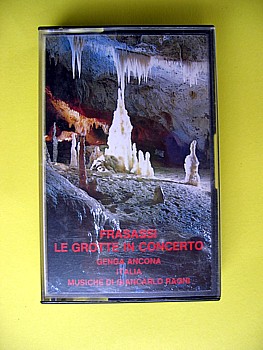 FRASASSI
LE GROTTE IN CONCERTO
GENGA ANCONA
ITALIA
MUSICHE DI GIANCARLO RAGNI